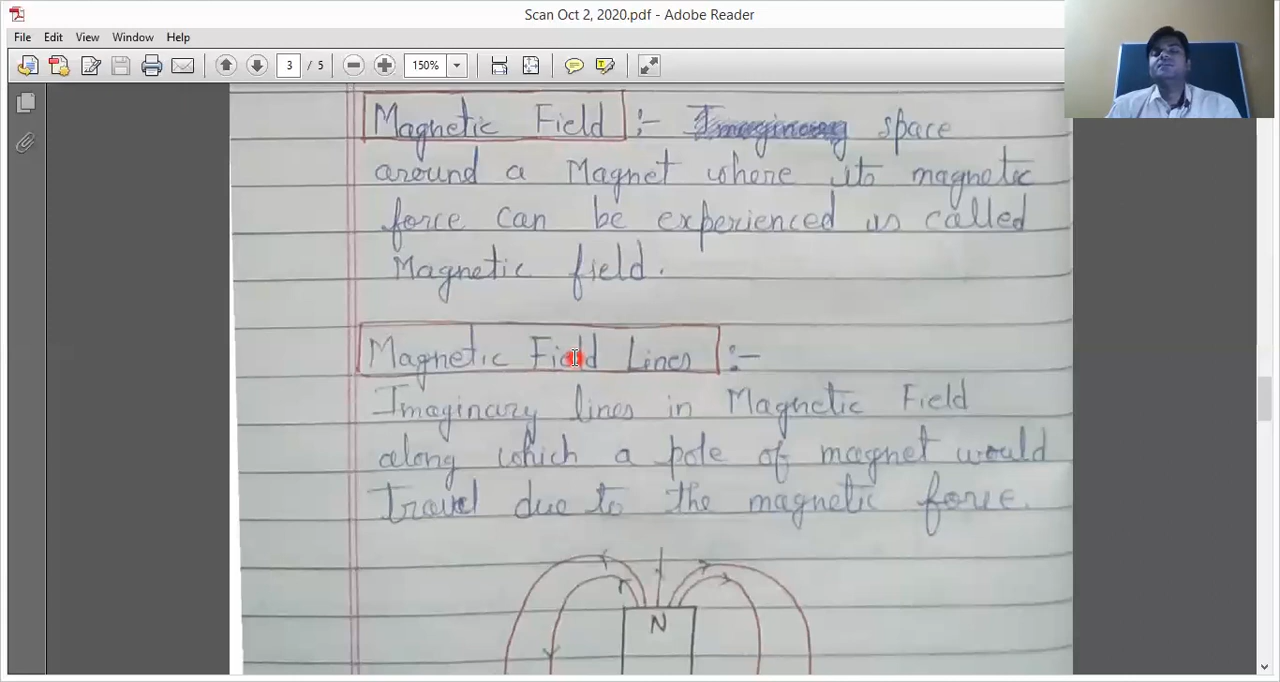 Scan Oct 2, 2020.pdf - Adobe Reader
File Edit View Window Help
3 / 5 150%
Magnetic Field :- Imaginary space
around a Magnet where its magnetic
force can be experienced is called
Magnetic field.
Magnetic Field Lines :-
Imaginary lines in Magnetic Field
along which a pole of magnet would
Travel due to the magnetic force.
N